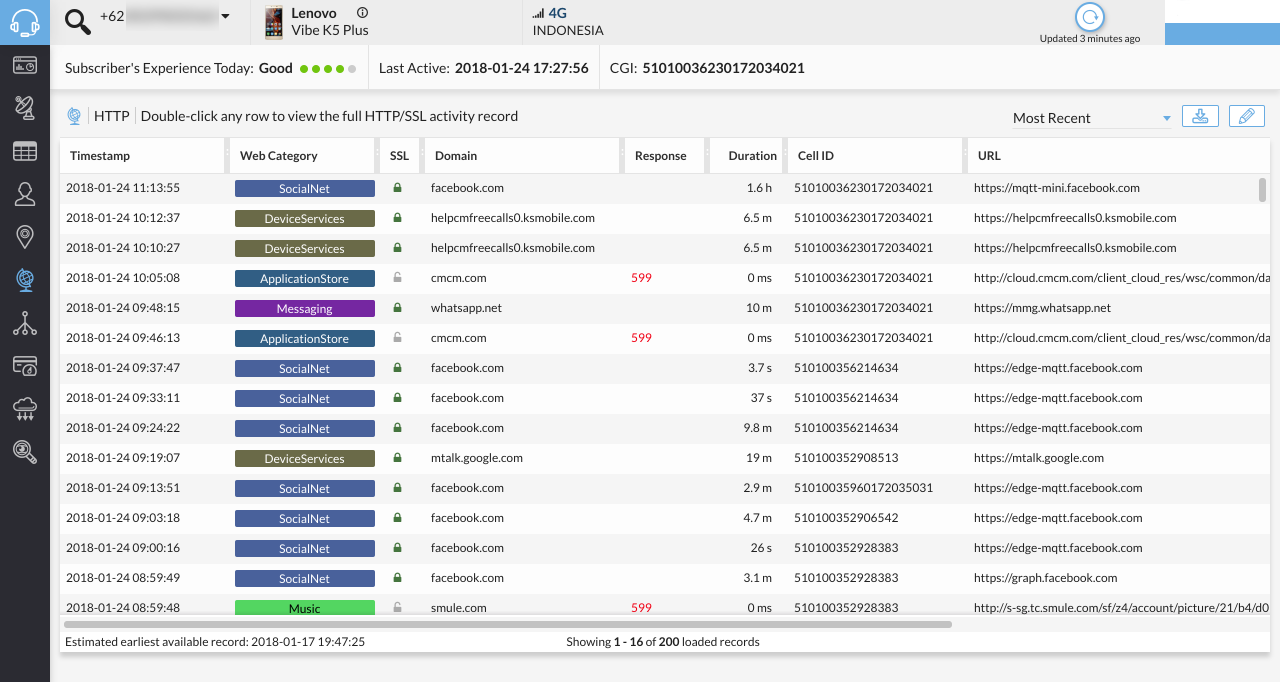 +62
Lenovo
Vibe K5 Plus
4G
INDONESIA
Updated 3 minutes ago
Subscriber's Experience Today: Good
Last Active: 2018-01-24 17:27:56
CGI: 51010036230172034021
HTTP
Double-click any row to view the full HTTP/SSL activity record
Most Recent
Timestamp Web Category SSL Domain Response Duration Cell ID URL
2018-01-24 11:13:55 SocialNet facebook.com 1.6 h 51010036230172034021 https://mqtt-mini.facebook.com
2018-01-24 10:12:37 DeviceServices helpcmfreecalls0.ksmobile.com 6.5 m 51010036230172034021 https://helpcmfreecalls0.ksmobile.com
2018-01-24 10:10:27 DeviceServices helpcmfreecalls0.ksmobile.com 6.5 m 51010036230172034021 https://helpcmfreecalls0.ksmobile.com
2018-01-24 10:05:08 ApplicationStore cmcm.com 599 0 ms 51010036230172034021 http://cloud.cmcm.com/client_cloud_res/wsc/common/da
2018-01-24 09:48:15 Messaging whatsapp.net 10 m 51010036230172034021 https://mmg.whatsapp.net
2018-01-24 09:46:13 ApplicationStore cmcm.com 599 0 ms 51010036230172034021 http://cloud.cmcm.com/client_cloud_res/wsc/common/da
2018-01-24 09:37:47 SocialNet facebook.com 3.7 s 510100356214634 https://edge-mqtt.facebook.com
2018-01-24 09:33:11 SocialNet facebook.com 37 s 510100356214634 https://edge-mqtt.facebook.com
2018-01-24 09:24:22 SocialNet facebook.com 9.8 m 510100356214634 https://edge-mqtt.facebook.com
2018-01-24 09:19:07 DeviceServices mtalk.google.com 19 m 510100352908513 https://mtalk.google.com
2018-01-24 09:13:51 SocialNet facebook.com 2.9 m 51010035960172035031 https://edge-mqtt.facebook.com
2018-01-24 09:03:18 SocialNet facebook.com 4.7 m 510100352906542 https://edge-mqtt.facebook.com
2018-01-24 09:00:16 SocialNet facebook.com 26 s 510100352928383 https://edge-mqtt.facebook.com
2018-01-24 08:59:49 SocialNet facebook.com 3.1 m 510100352928383 https://graph.facebook.com
2018-01-24 08:59:48 Music smule.com 599 0 ms 510100352928383 http://s-sg.tc.smule.com/sf/z4/account/picture/21/b4/d0
Estimated earliest available record: 2018-01-17 19:47:25
Showing 1 - 16 of 200 loaded records